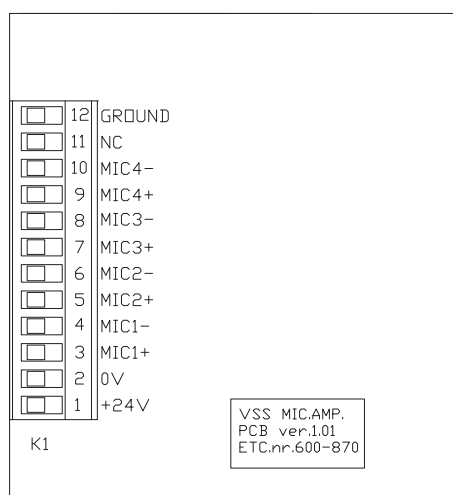 12 GROUND
11 NC
10 MIC4-
9 MIC4+
8 MIC3-
7 MIC3+
6 MIC2-
5 MIC2+
4 MIC1-
3 MIC1+
2 0V
1 +24V
K1
VSS MIC.AMP.
PCB ver.1.01
ETC.nr.600-870